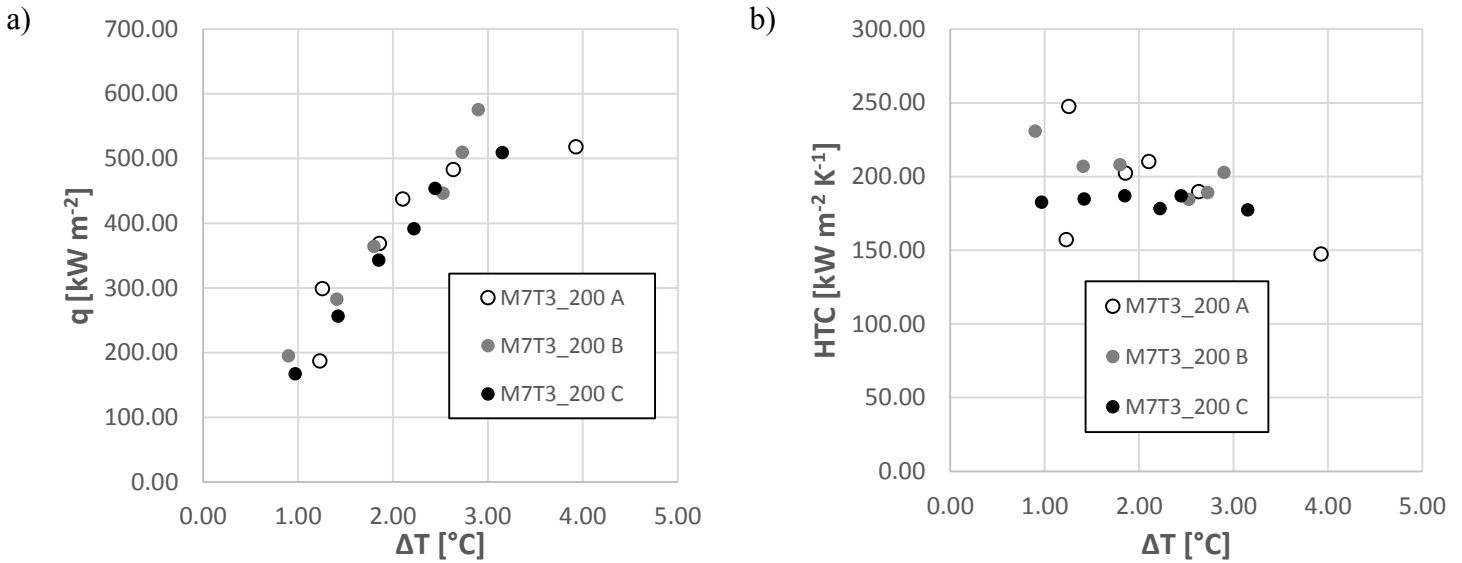 a)
700.00
600.00
500.00
400.00
300.00
200.00
100.00
0.00
q [kW m⁻²]
M7T3_200 A
M7T3_200 B
M7T3_200 C
0.00 1.00 2.00 3.00 4.00 5.00
ΔT [°C]
b)
300.00
250.00
200.00
150.00
100.00
50.00
0.00
HTC [kW m⁻² K⁻¹]
M7T3_200 A
M7T3_200 B
M7T3_200 C
0.00 1.00 2.00 3.00 4.00 5.00
ΔT [°C]